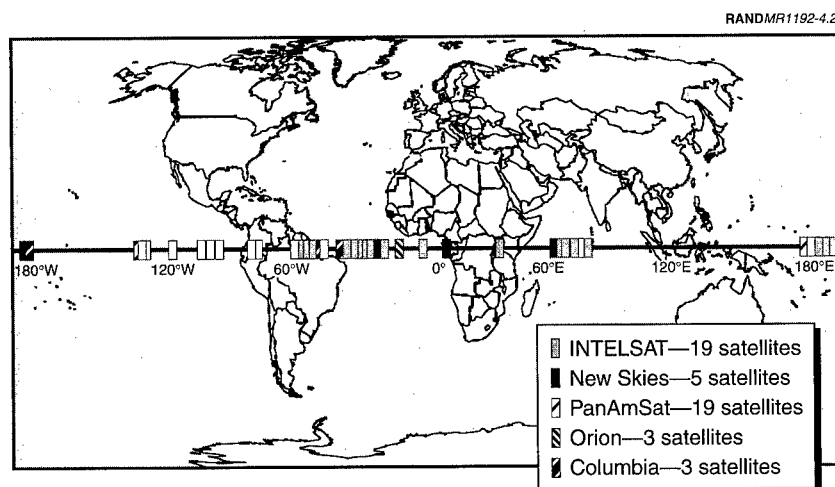 RANDMR1192-4.2
180°W
120°W
60°W
0°
60°E
120°E
180°E
INTELSAT—19 satellites
New Skies—5 satellites
PanAmSat—19 satellites
Orion—3 satellites
Columbia—3 satellites